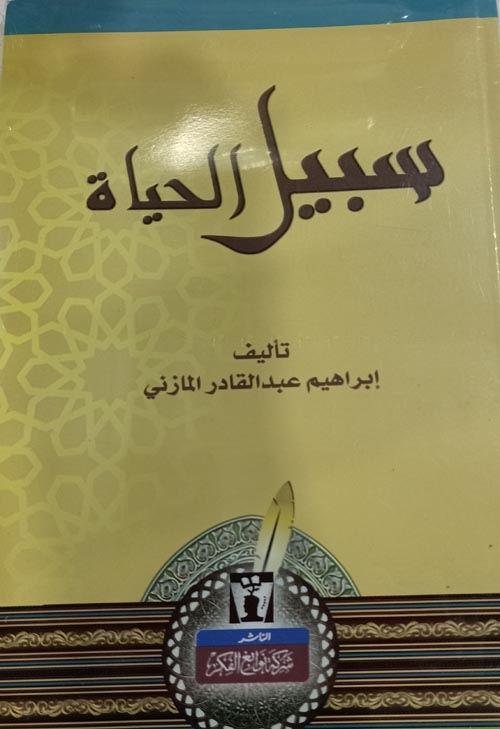 سبيل الحياة
تأليف
إبراهيم عبدالقادر المازني
الناشر
شركة نوابغ الفكر